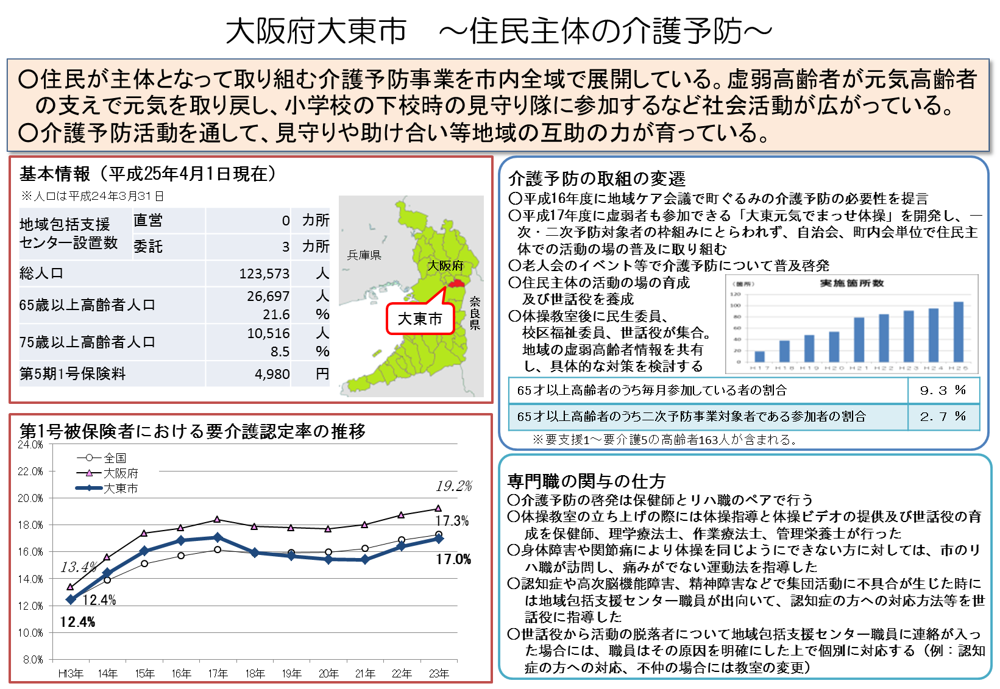 大阪府大東市　～住民主体の介護予防～
〇住民が主体となって取り組む介護予防事業を市内全域で展開している。虚弱高齢者が元気高齢者
の支えで元気を取り戻し、小学校の下校時の見守り隊に参加するなど社会活動が広がっている。
〇介護予防活動を通して、見守りや助け合い等地域の互助の力が育っている。
基本情報（平成25年4月1日現在）
※人口は平成24年3月31日
地域包括支援
センター設置数
直営 0 カ所
委託 3 カ所
総人口 123,573 人
65歳以上高齢者人口
26,697 人
21.6 %
75歳以上高齢者人口
10,516 人
8.5 %
第5期1号保険料 4,980 円
兵庫県
大阪府
奈良県
大東市
第1号被保険者における要介護認定率の推移
24.0%
22.0%
20.0%
18.0%
16.0%
14.0%
12.0%
10.0%
8.0%
全国
大阪府
大東市
19.2%
17.3%
17.0%
13.4%
12.4%
12.4%
H13年 14年 15年 16年 17年 18年 19年 20年 21年 22年 23年
介護予防の取組の変遷
〇平成16年度に地域ケア会議で町ぐるみの介護予防の必要性を提言
〇平成17年度に虚弱者も参加できる「大東元気でまっせ体操」を開発し、一
次・二次予防対象者の枠組みにとらわれず、自治会、町内会単位で住民主
体での活動の場の普及に取り組む
〇老人会のイベント等で介護予防について普及啓発
〇住民主体の活動の場の育成
及び世話役を養成
〇体操教室後に民生委員、
校区福祉委員、世話役が集合。
地域の虚弱高齢者情報を共有
し、具体的な対策を検討する
（箇所）
実施箇所数
120
100
80
60
40
20
0
H17 H18 H19 H20 H21 H22 H23 H24 H25
65才以上高齢者のうち毎月参加している者の割合 9.3 %
65才以上高齢者のうち二次予防事業対象者である参加者の割合 2.7 %
※要支援1～要介護5の高齢者163人が含まれる。
専門職の関与の仕方
〇介護予防の啓発は保健師とリハ職のペアで行う
〇体操教室の立ち上げの際には体操指導と体操ビデオの提供及び世話役の育
成を保健師、理学療法士、作業療法士、管理栄養士が行った
〇身体障害や関節痛により体操を同じようにできない方に対しては、市のリ
ハ職が訪問し、痛みがでない運動法を指導した
〇認知症や高次脳機能障害、精神障害などで集団活動に不具合が生じた時に
は地域包括支援センター職員が出向いて、認知症の方への対応方法等を世
話役に指導した
〇世話役から活動の脱落者について地域包括支援センター職員に連絡が入っ
た場合には、職員はその原因を明確にした上で個別に対応する（例：認知
症の方への対応、不仲の場合には教室の変更）